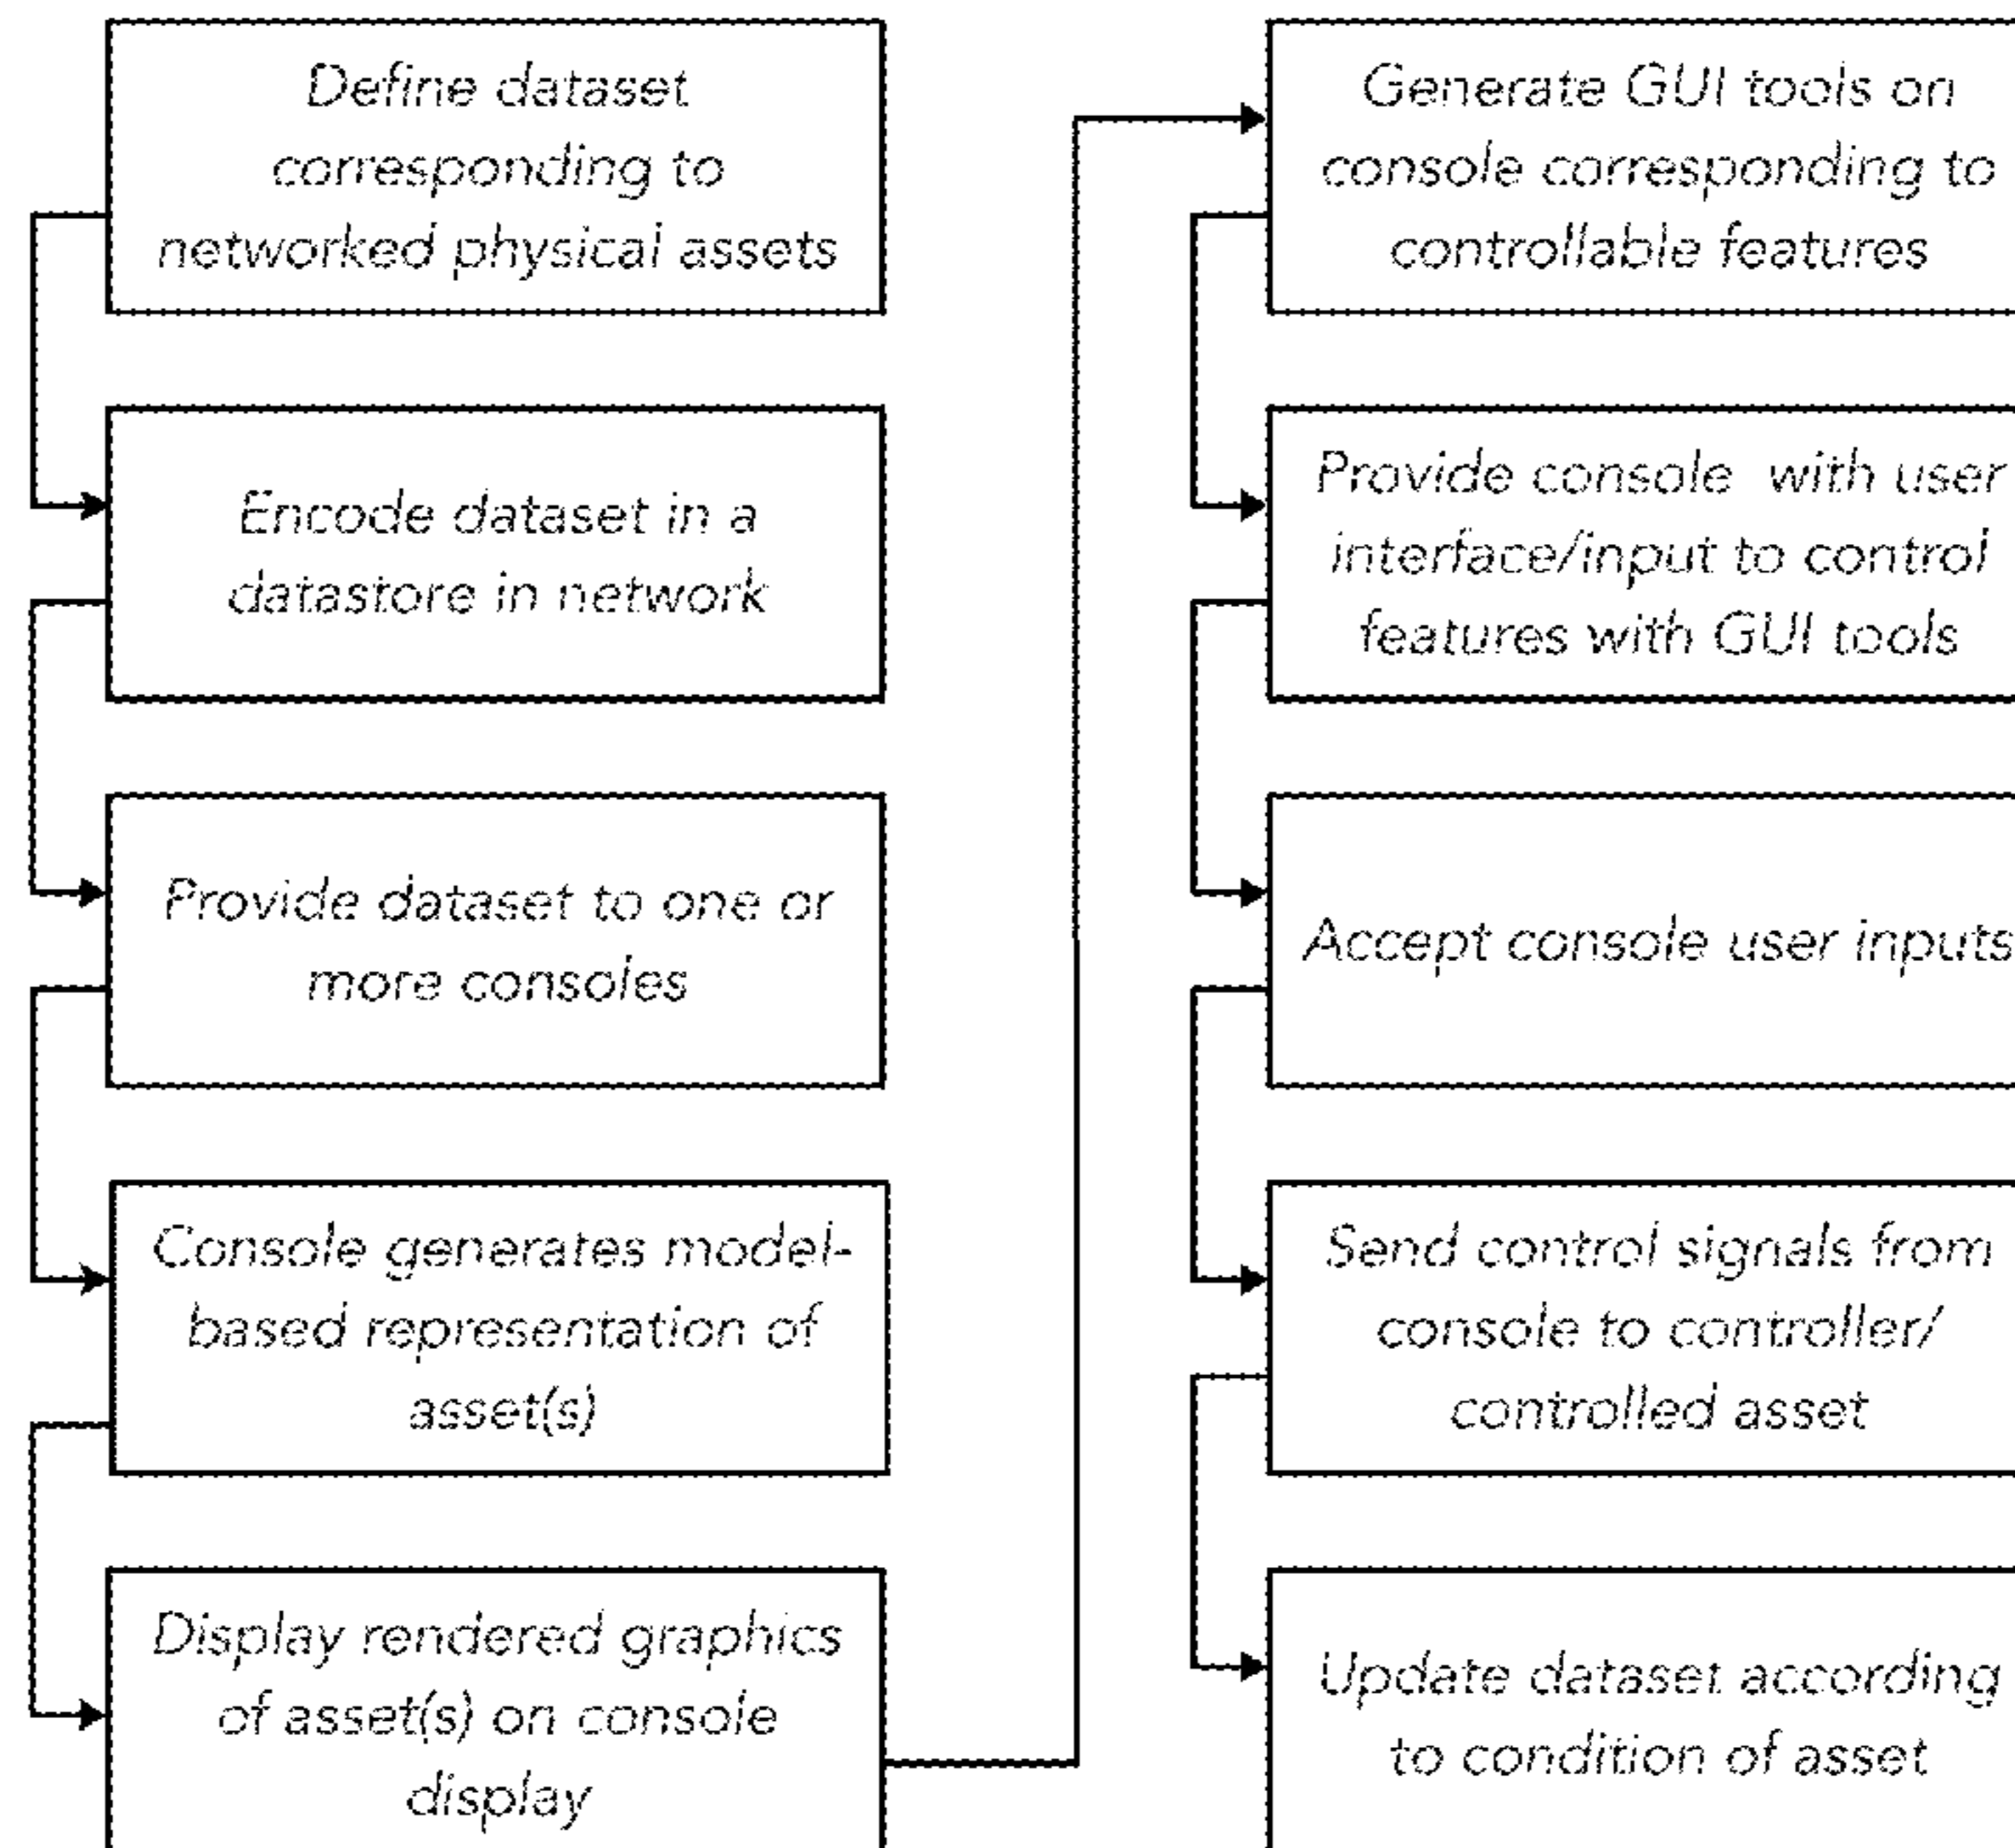 Define dataset
corresponding to
networked physical assets
Encode dataset in a
datastore in network
Provide dataset to one or
more consoles
Console generates model-
based representation of
asset(s)
Display rendered graphics
of asset(s) on console
display
Generate GUI tools on
console corresponding to
controllable features
Provide console with user
interface/input to control
features with GUI tools
Accept console user inputs
Send control signals from
console to controller/
controlled asset
Update dataset according
to condition of asset